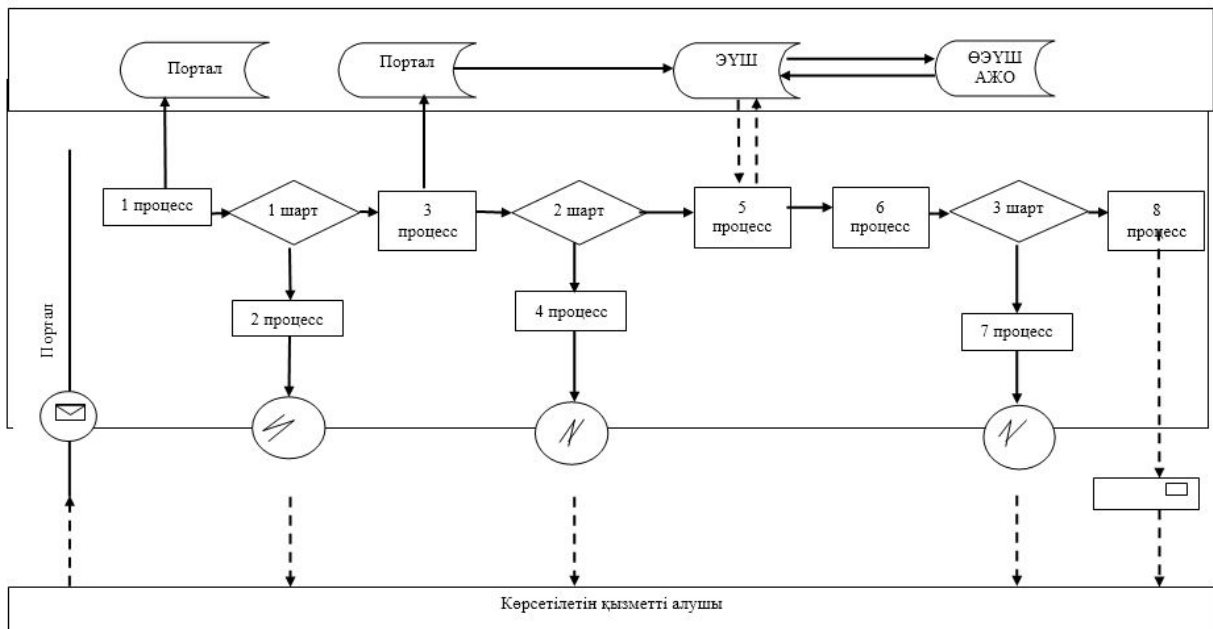 Портал
Портал
ЭҮШ
ӨЭҮШ
АЖО
1 процесс
1 шарт
3
процесс
2 шарт
5
процесс
6
процесс
3 шарт
8
процесс
2 процесс
4 процесс
7 процесс
Портал
Көрсетілетін қызметті алушы